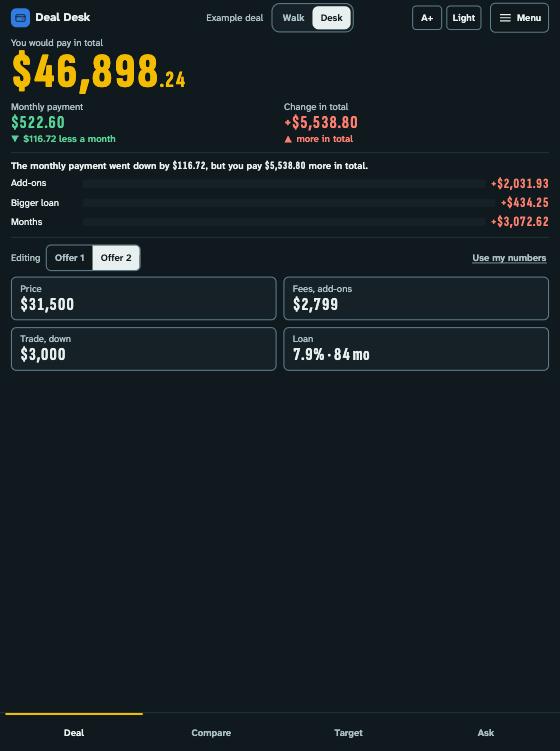 Deal Desk
Example deal
Walk
Desk
A+
Light
Menu
You would pay in total
$46,898.24
Monthly payment
$522.60
▼ $116.72 less a month
Change in total
+$5,538.80
▲ more in total
The monthly payment went down by $116.72, but you pay $5,538.80 more in total.
Add-ons +$2,031.93
Bigger loan +$434.25
Months +$3,072.62
Editing
Offer 1
Offer 2
Use my numbers
Price
$31,500
Fees, add-ons
$2,799
Trade, down
$3,000
Loan
7.9% · 84 mo
Deal
Compare
Target
Ask